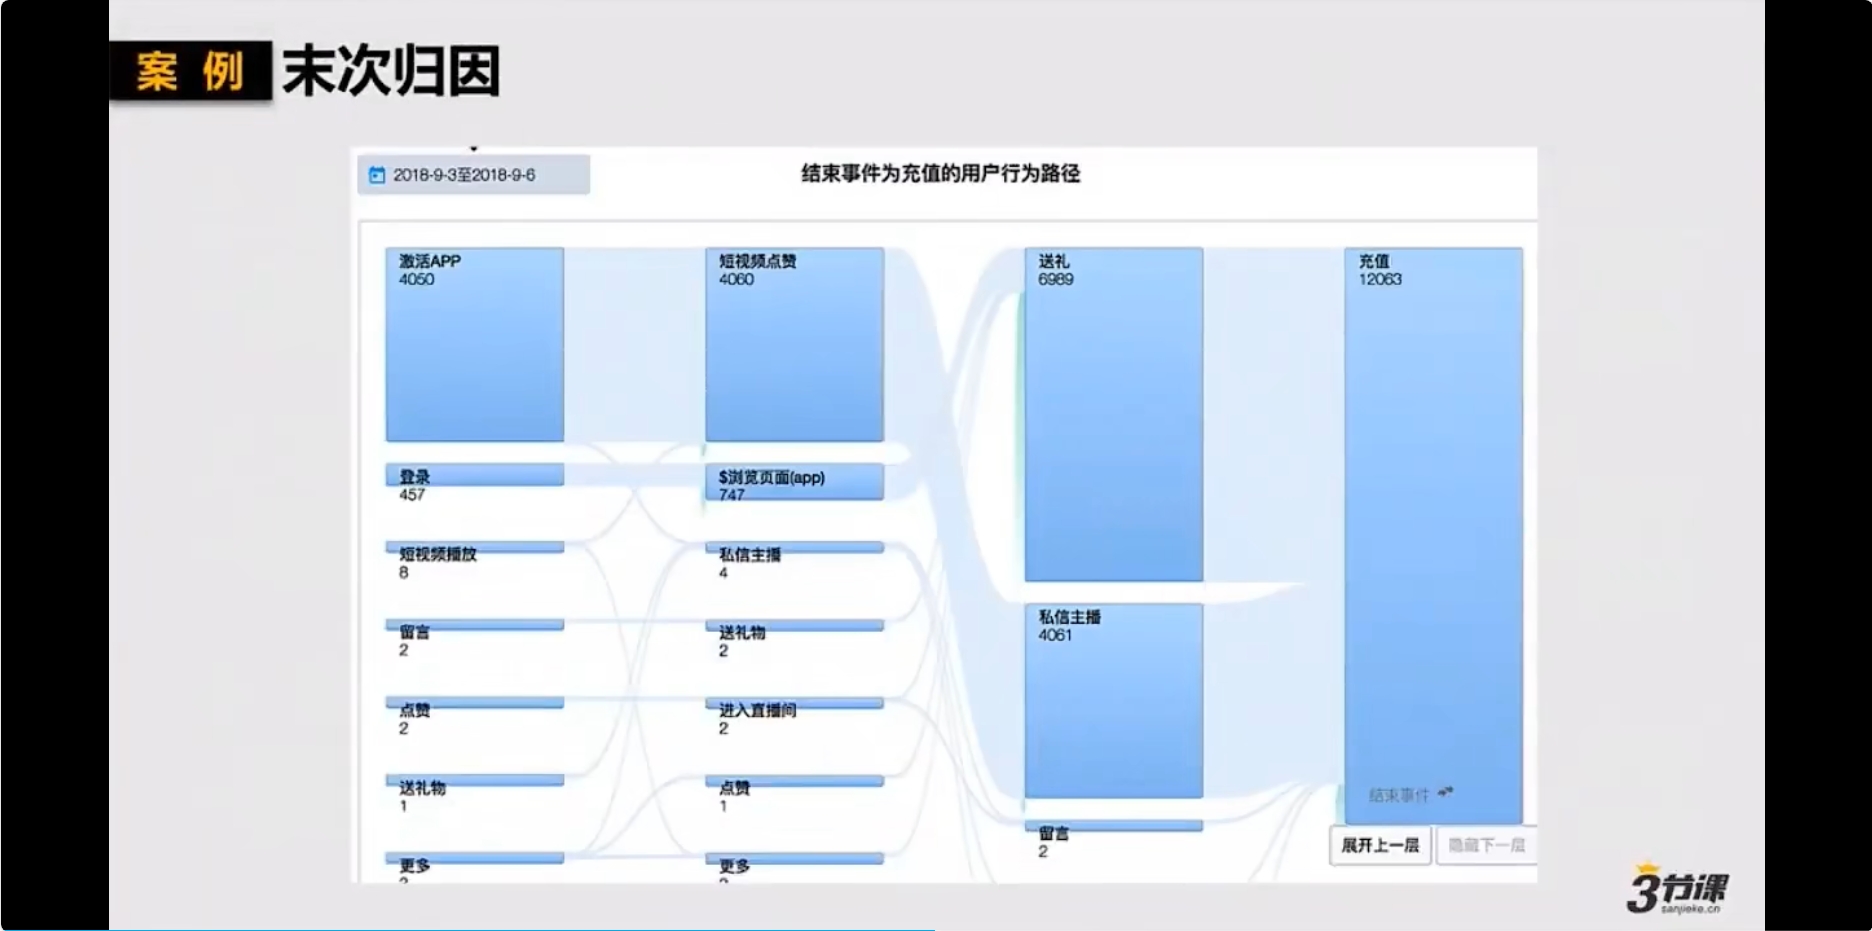 案 例 末次归因
2018-9-3至2018-9-6
结束事件为充值的用户行为路径
激活APP
4050
登录
457
短视频播放
8
留言
2
点赞
2
送礼物
1
更多
短视频点赞
4060
$浏览页面(app)
747
私信主播
4
送礼物
2
进入直播间
2
点赞
1
更多
送礼
6989
私信主播
4061
留言
2
充值
12063
结束事件
展开上一层
隐藏下一层
3节课
sanjieke.cn